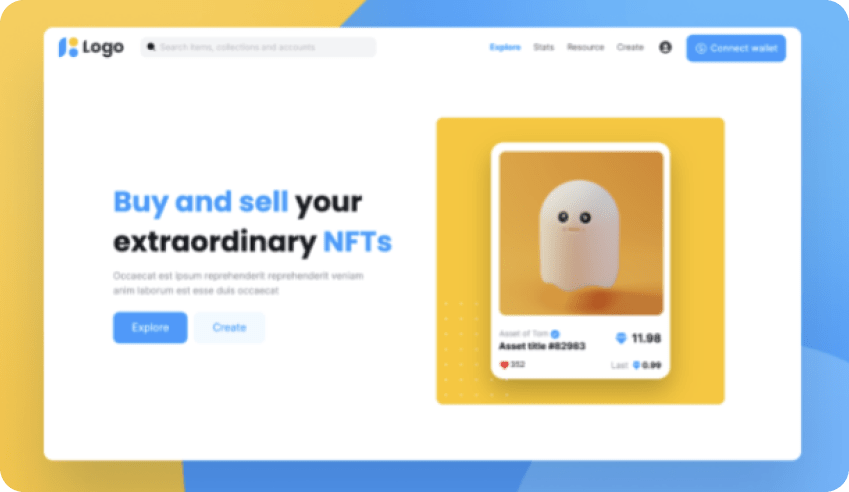 Logo
Search items, collections and accounts
Explore
Stats
Resource
Create
Connect wallet
Buy and sell your
extraordinary NFTs
Occaecat est ipsum reprehenderit reprehenderit veniam
anim laborum est esse duis occaecat
Explore
Create
Asset of Tom
11.98
Asset title #82983
352
Last 0.99